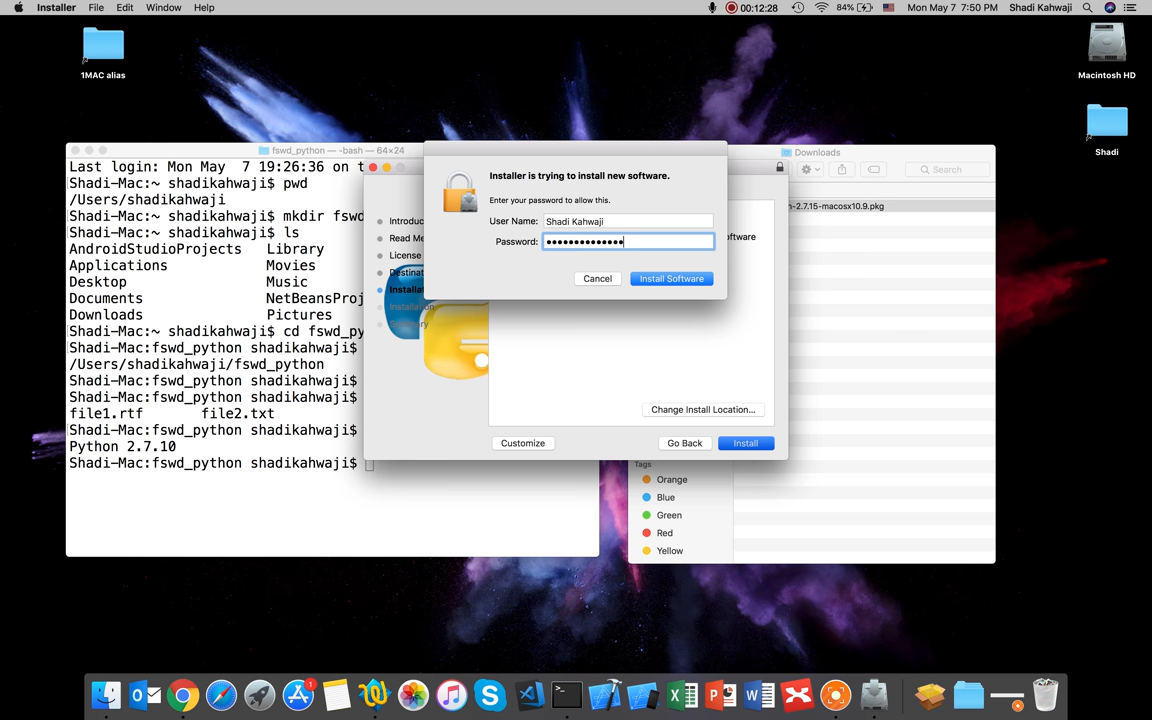 Installer File Edit Window Help 00:12:28 84% Mon May 7 7:50 PM Shadi Kahwaji
1MAC alias
Macintosh HD
Shadi
fswd_python — -bash — 64×24
Last login: Mon May  7 19:26:36 on t
Shadi-Mac:~ shadikahwaji$ pwd
/Users/shadikahwaji
Shadi-Mac:~ shadikahwaji$ mkdir fswd
Shadi-Mac:~ shadikahwaji$ ls
AndroidStudioProjects Library
Applications Movies
Desktop Music
Documents NetBeansProj
Downloads Pictures
Shadi-Mac:~ shadikahwaji$ cd fswd_py
Shadi-Mac:fswd_python shadikahwaji$
/Users/shadikahwaji/fswd_python
Shadi-Mac:fswd_python shadikahwaji$
Shadi-Mac:fswd_python shadikahwaji$
file1.rtf file2.txt
Shadi-Mac:fswd_python shadikahwaji$
Python 2.7.10
Shadi-Mac:fswd_python shadikahwaji$
Introduc
Read Me
License
Destinat
Installat
Installation
Installer is trying to install new software.
Enter your password to allow this.
User Name: Shadi Kahwaji
Password: ••••••••••••••
Cancel Install Software
oftware
Change Install Location...
Customize Go Back Install
Downloads
Search
n-2.7.15-macosx10.9.pkg
Tags
Orange
Blue
Green
Red
Yellow
1